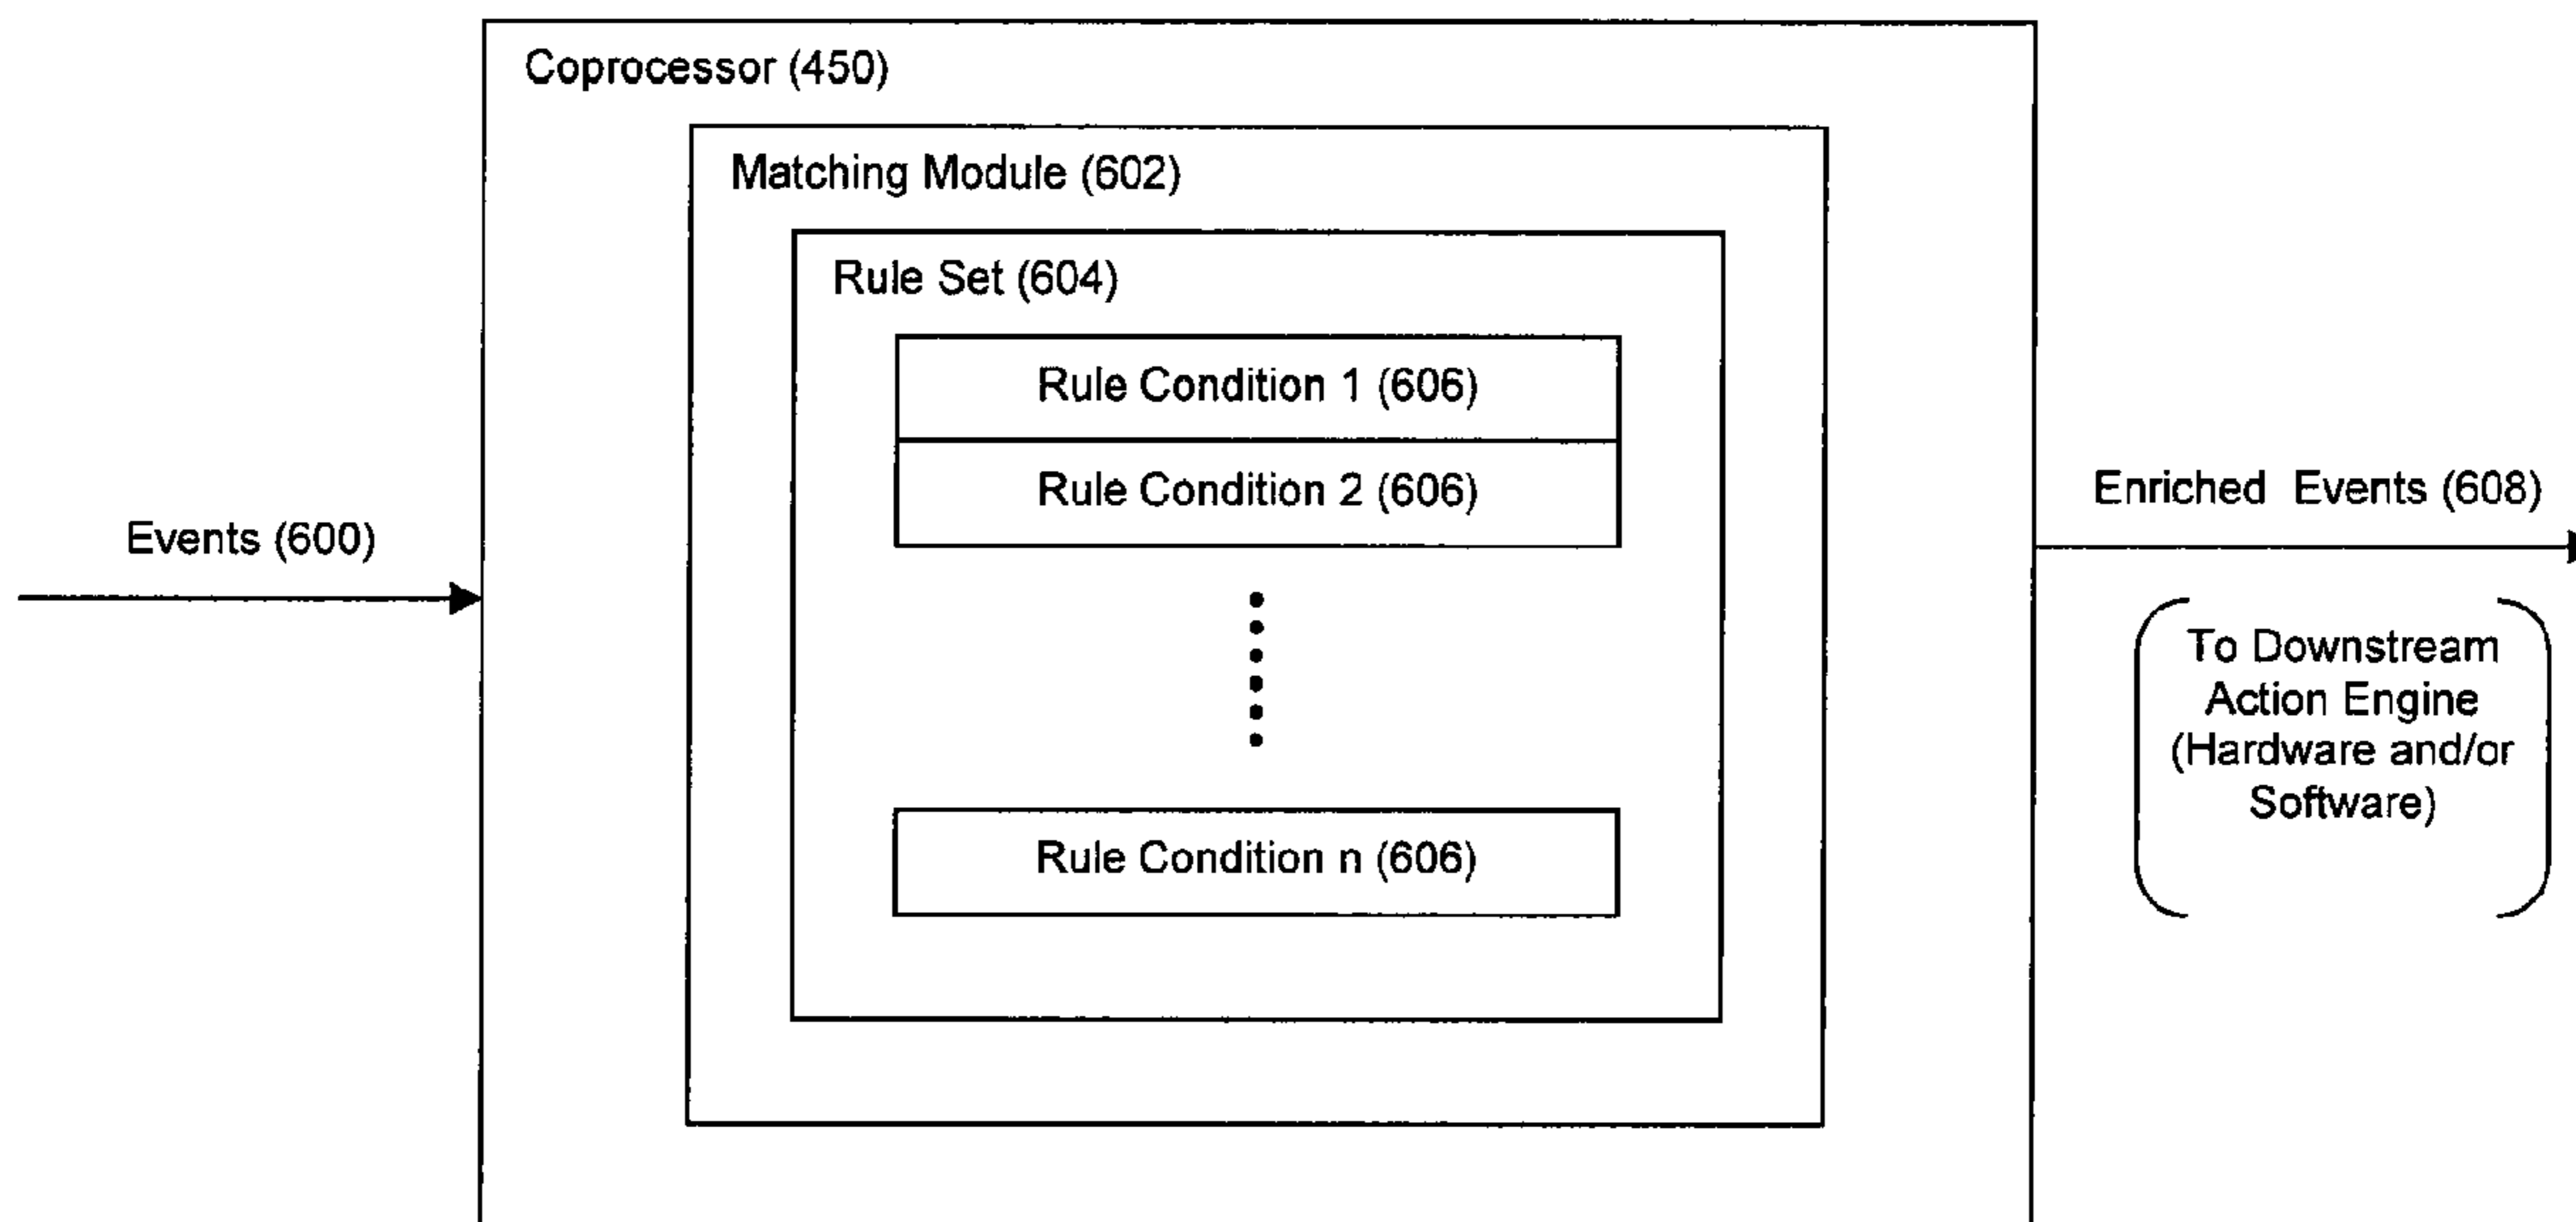 Coprocessor (450)
Matching Module (602)
Rule Set (604)
Rule Condition 1 (606)
Rule Condition 2 (606)
Rule Condition n (606)
Events (600)
Enriched Events (608)
To Downstream
Action Engine
(Hardware and/or
Software)